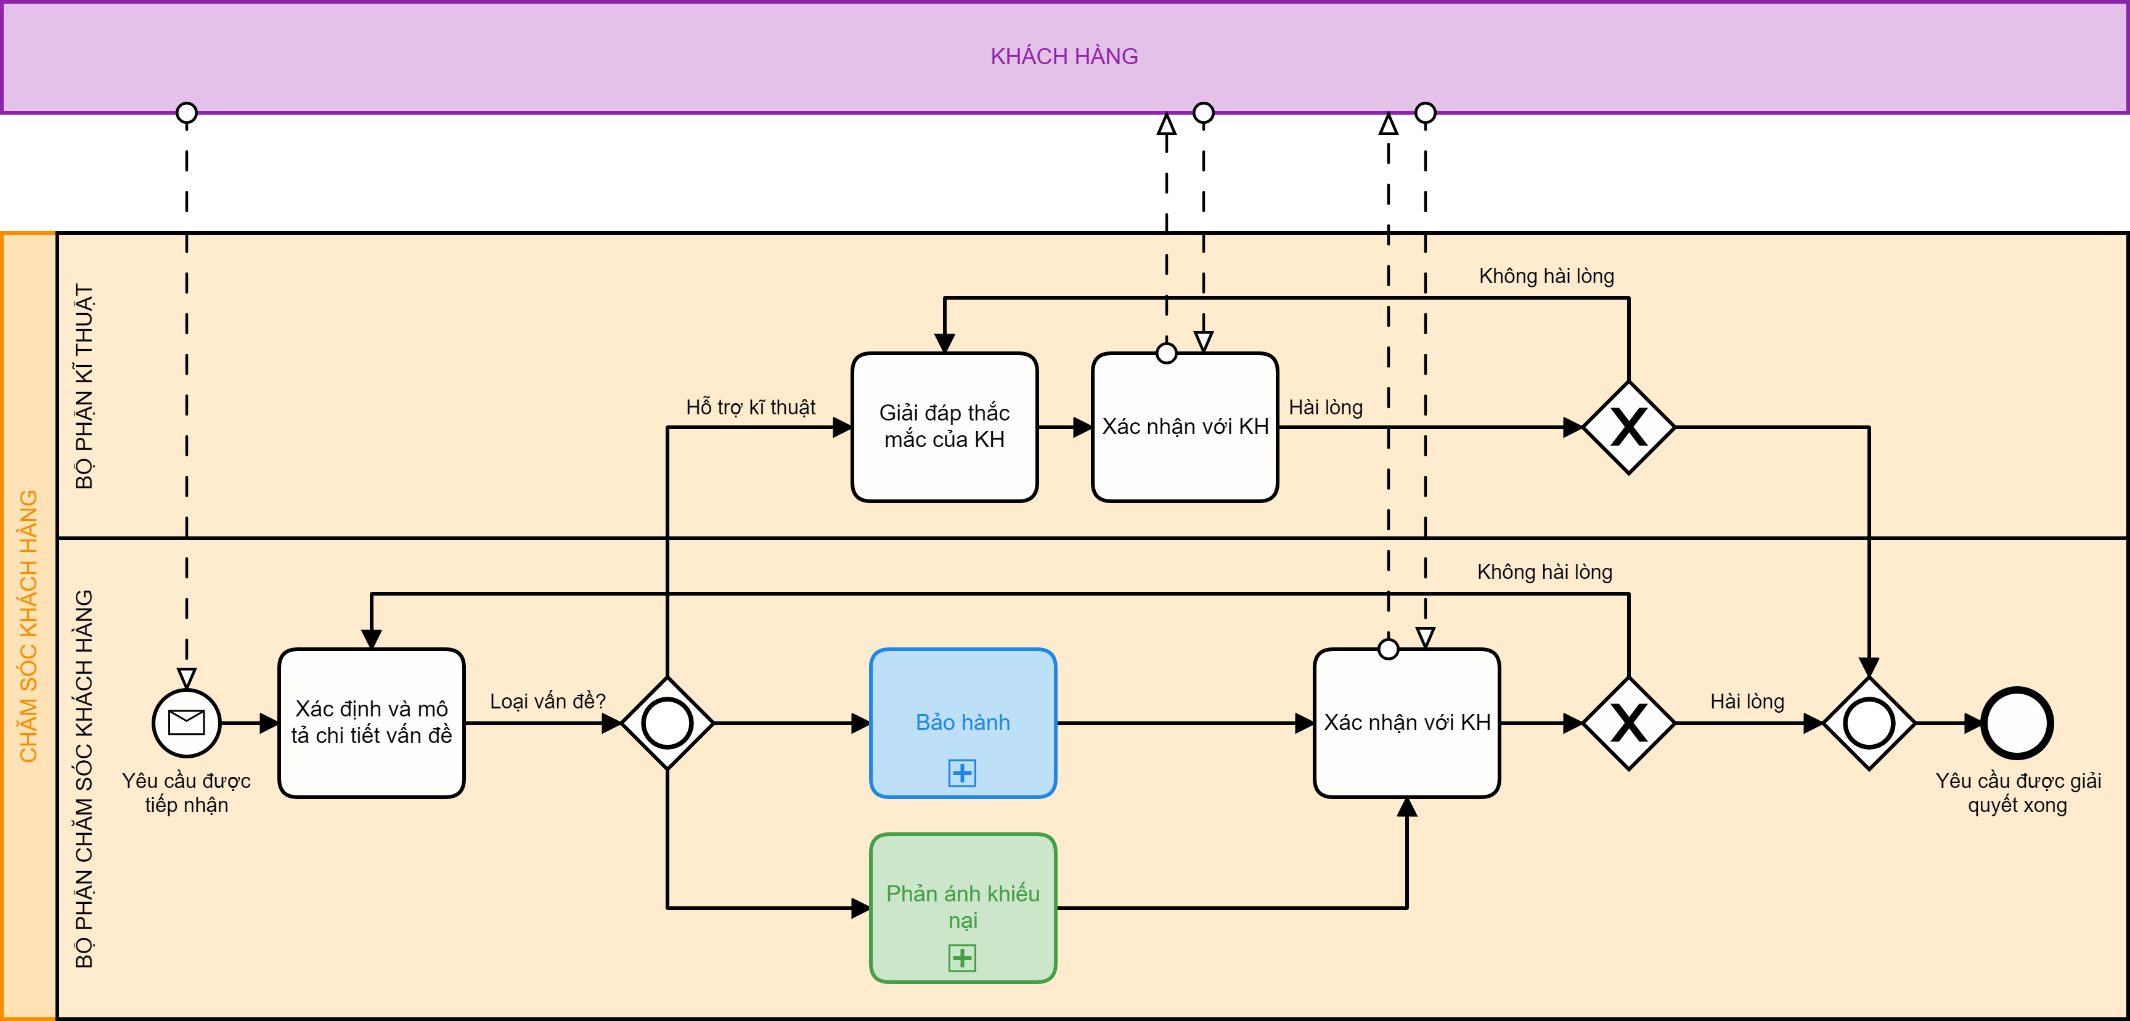 KHÁCH HÀNG
CHĂM SÓC KHÁCH HÀNG
BỘ PHẬN KĨ THUẬT
Không hài lòng
Hỗ trợ kĩ thuật
Giải đáp thắc
mắc của KH
Xác nhận với KH
Hài lòng
BỘ PHẬN CHĂM SÓC KHÁCH HÀNG
Không hài lòng
Yêu cầu được
tiếp nhận
Xác định và mô
tả chi tiết vấn đề
Loại vấn đề?
Bảo hành
Xác nhận với KH
Hài lòng
Yêu cầu được giải
quyết xong
Phản ánh khiếu
nại